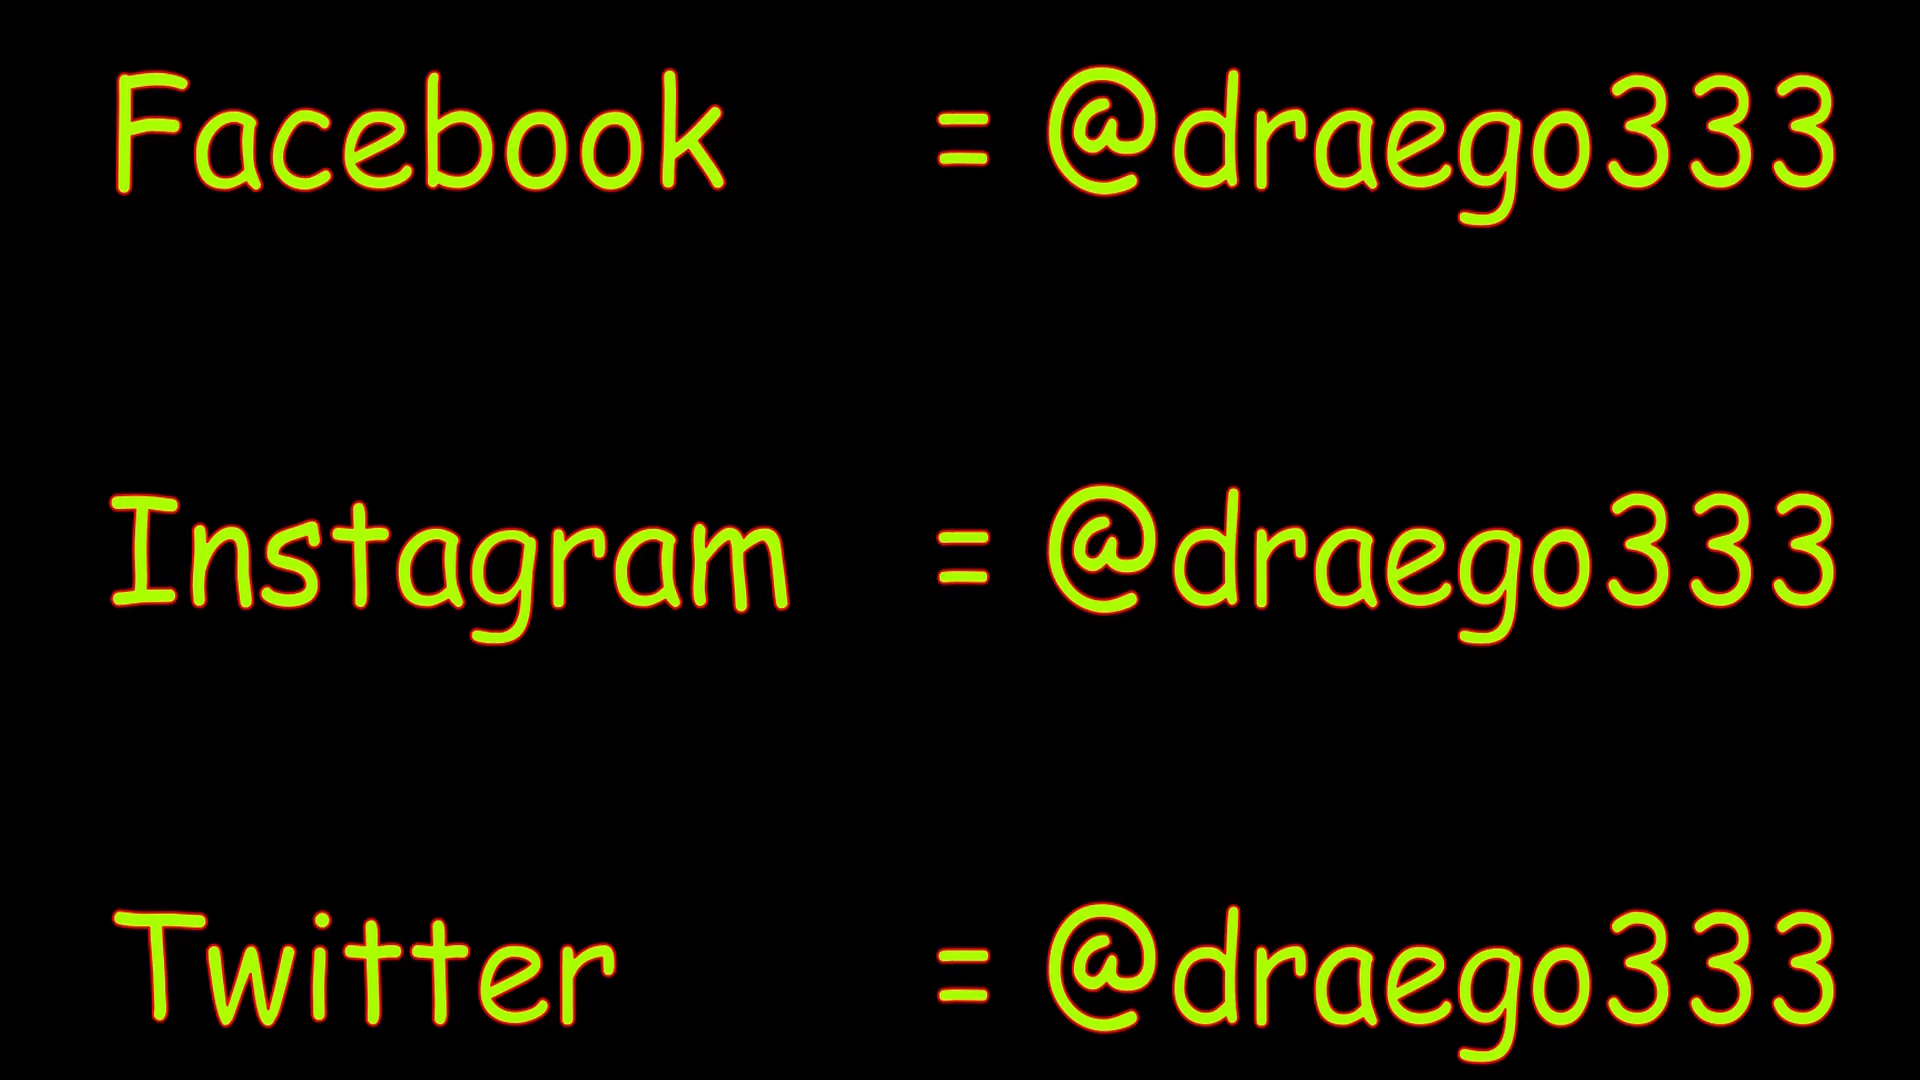 Facebook = @draego333
Instagram = @draego333
Twitter = @draego333